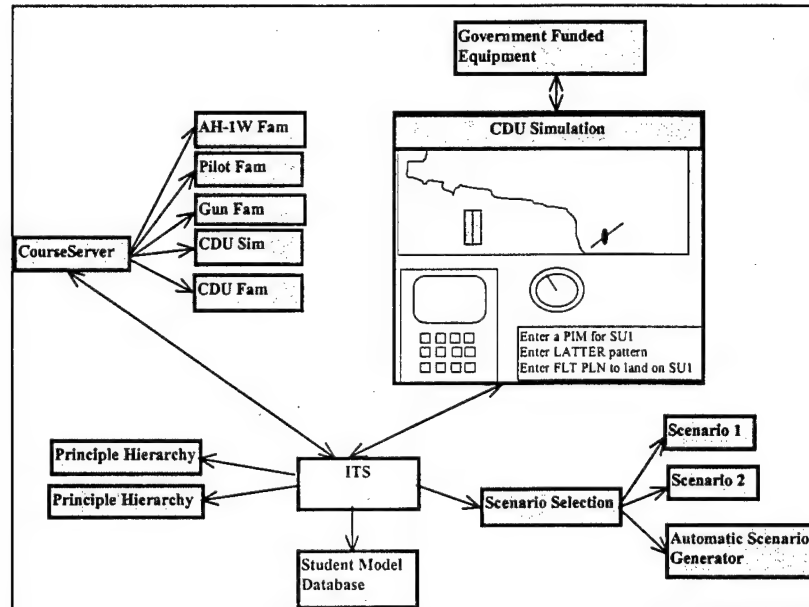 Government Funded
Equipment
CDU Simulation
AH-1W Fam
Pilot Fam
Gun Fam
CDU Sim
CDU Fam
CourseServer
Enter a PIM for SU1
Enter LATTER pattern
Enter FLT PLN to land on SU1
Principle Hierarchy
Principle Hierarchy
ITS
Student Model
Database
Scenario Selection
Scenario 1
Scenario 2
Automatic Scenario
Generator